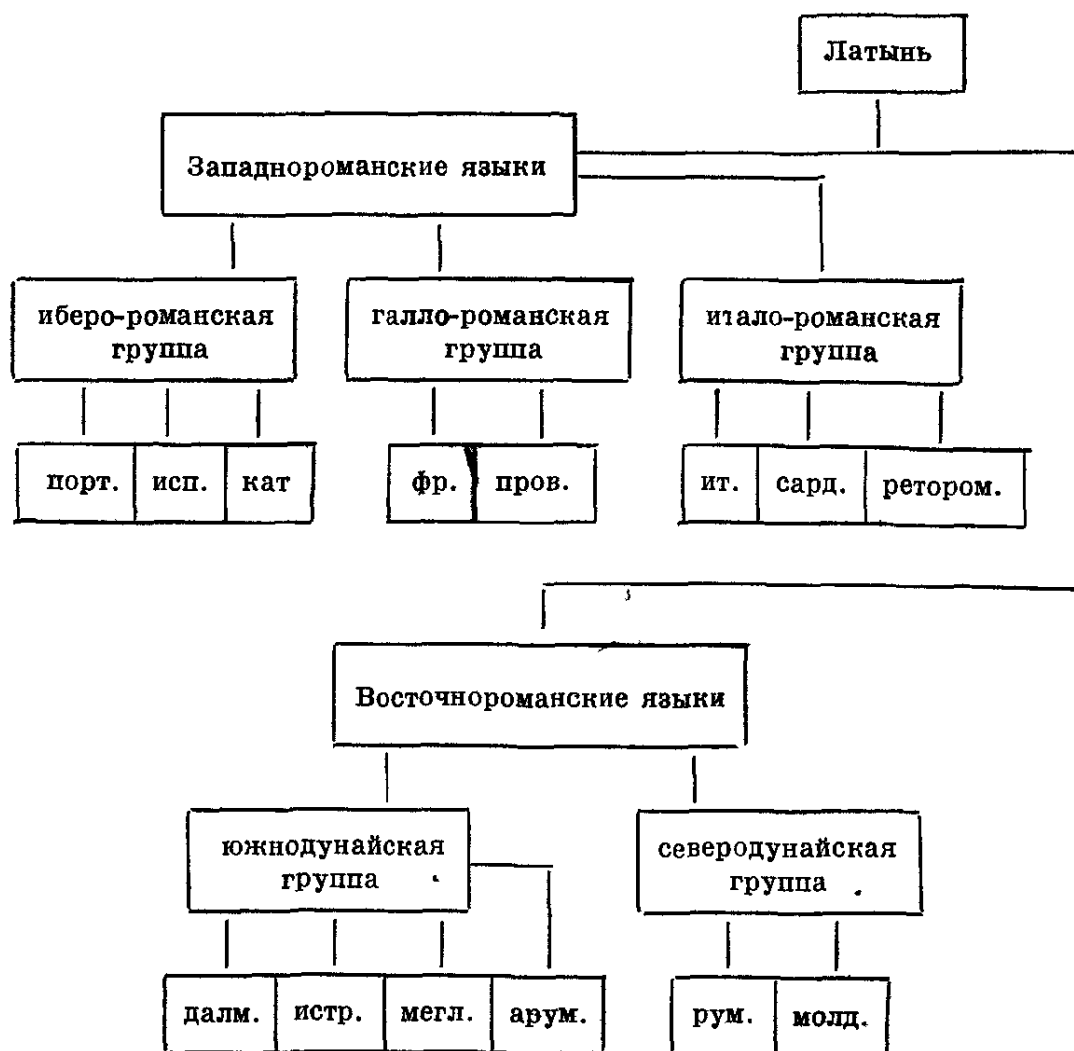 Латынь
Западнороманские языки
иберо-романская
группа
галло-романская
группа
итало-романская
группа
порт. исп. кат
фр. пров.
ит. сард. ретором.
Восточнороманские языки
южнодунайская
группа
северодунайская
группа
далм. истр. мегл. арум.
рум. молд.